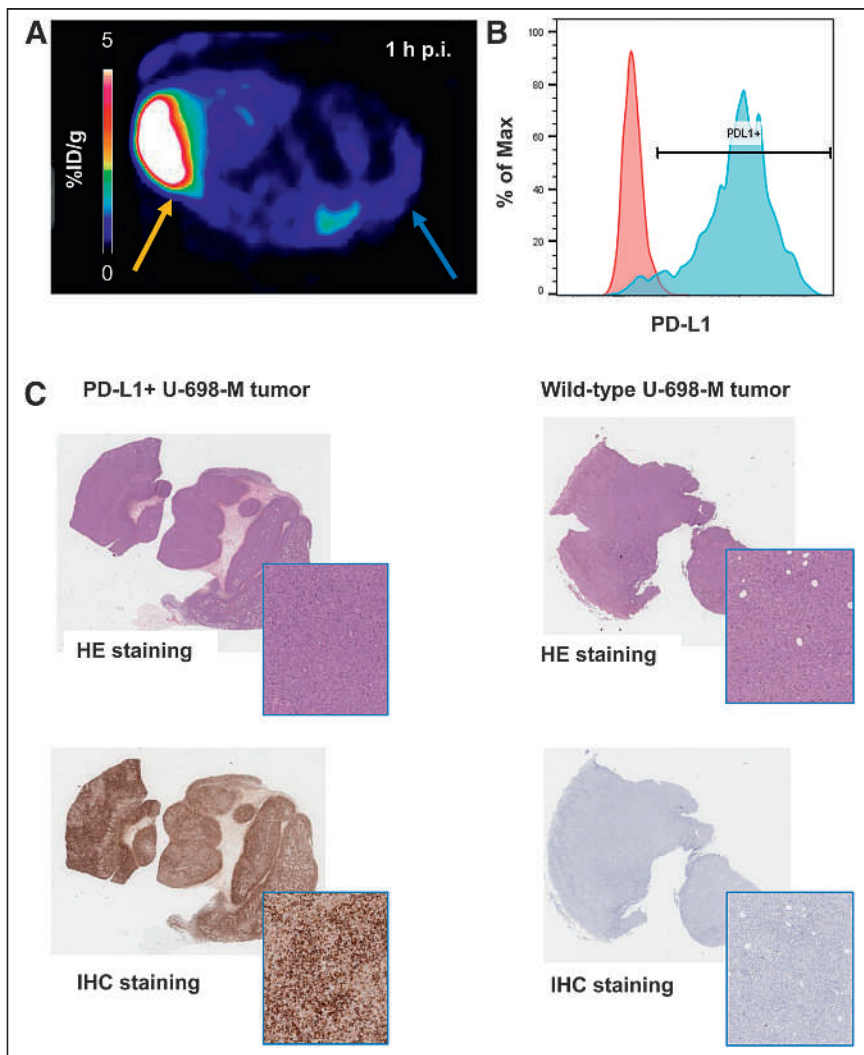 A
5
1 h p.i.
%ID/g
0
B
100
80
60
40
20
0
% of Max
PDL1+
PD-L1
C
PD-L1+ U-698-M tumor
Wild-type U-698-M tumor
HE staining
HE staining
IHC staining
IHC staining